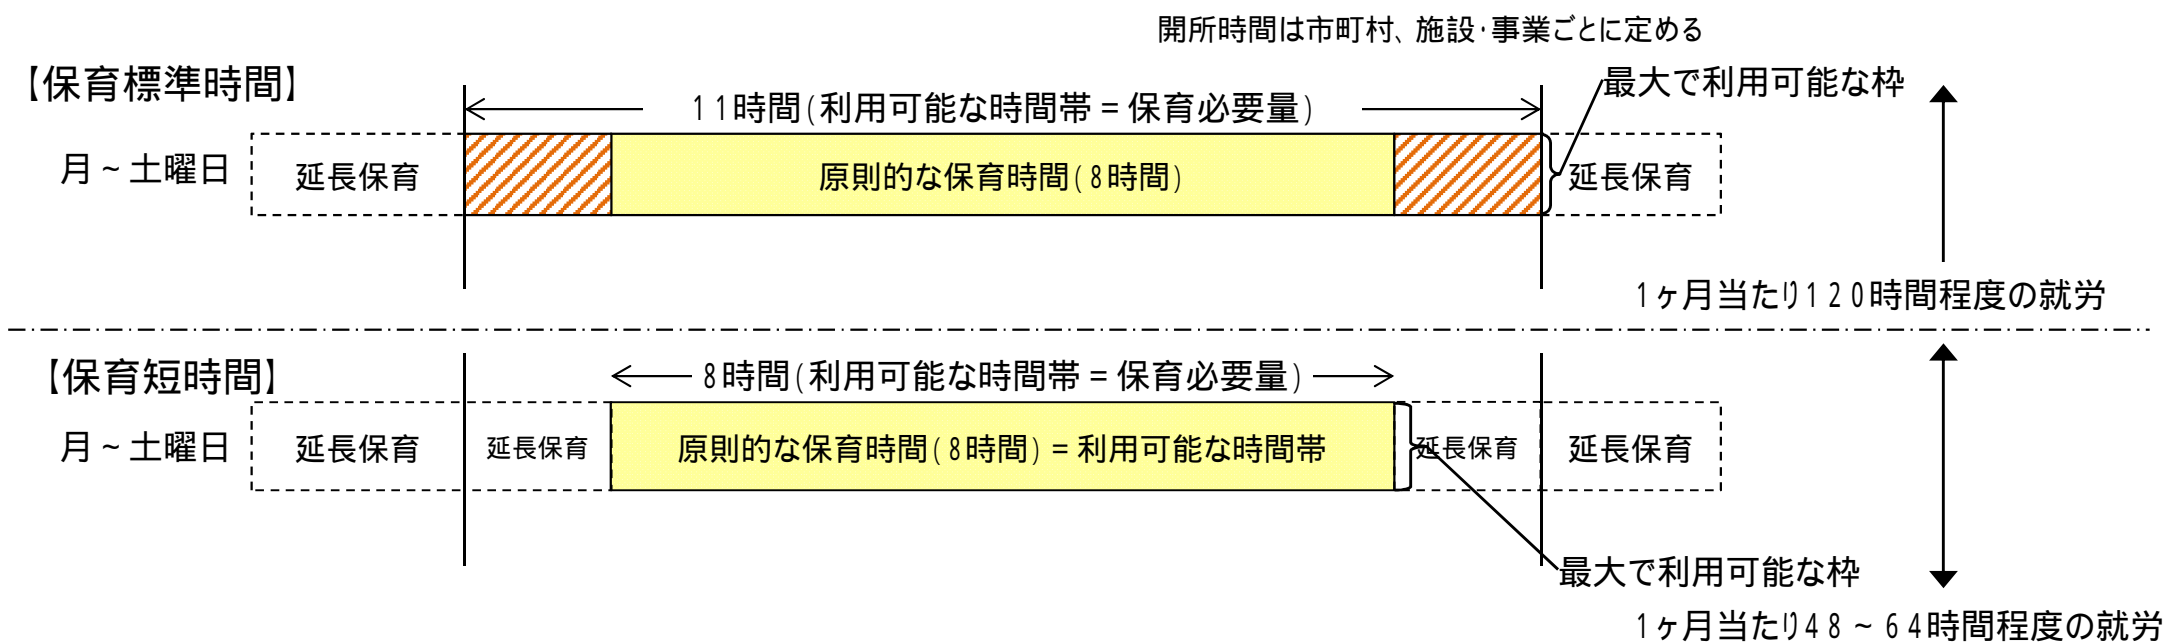 開所時間は市町村、施設・事業ごとに定める
【保育標準時間】
最大で利用可能な枠
11時間(利用可能な時間帯=保育必要量)
月~土曜日
延長保育
原則的な保育時間(8時間)
延長保育
1ヶ月当たり120時間程度の就労
【保育短時間】
8時間(利用可能な時間帯=保育必要量)
月~土曜日
延長保育
延長保育
原則的な保育時間(8時間)=利用可能な時間帯
延長保育
延長保育
最大で利用可能な枠
1ヶ月当たり48~64時間程度の就労